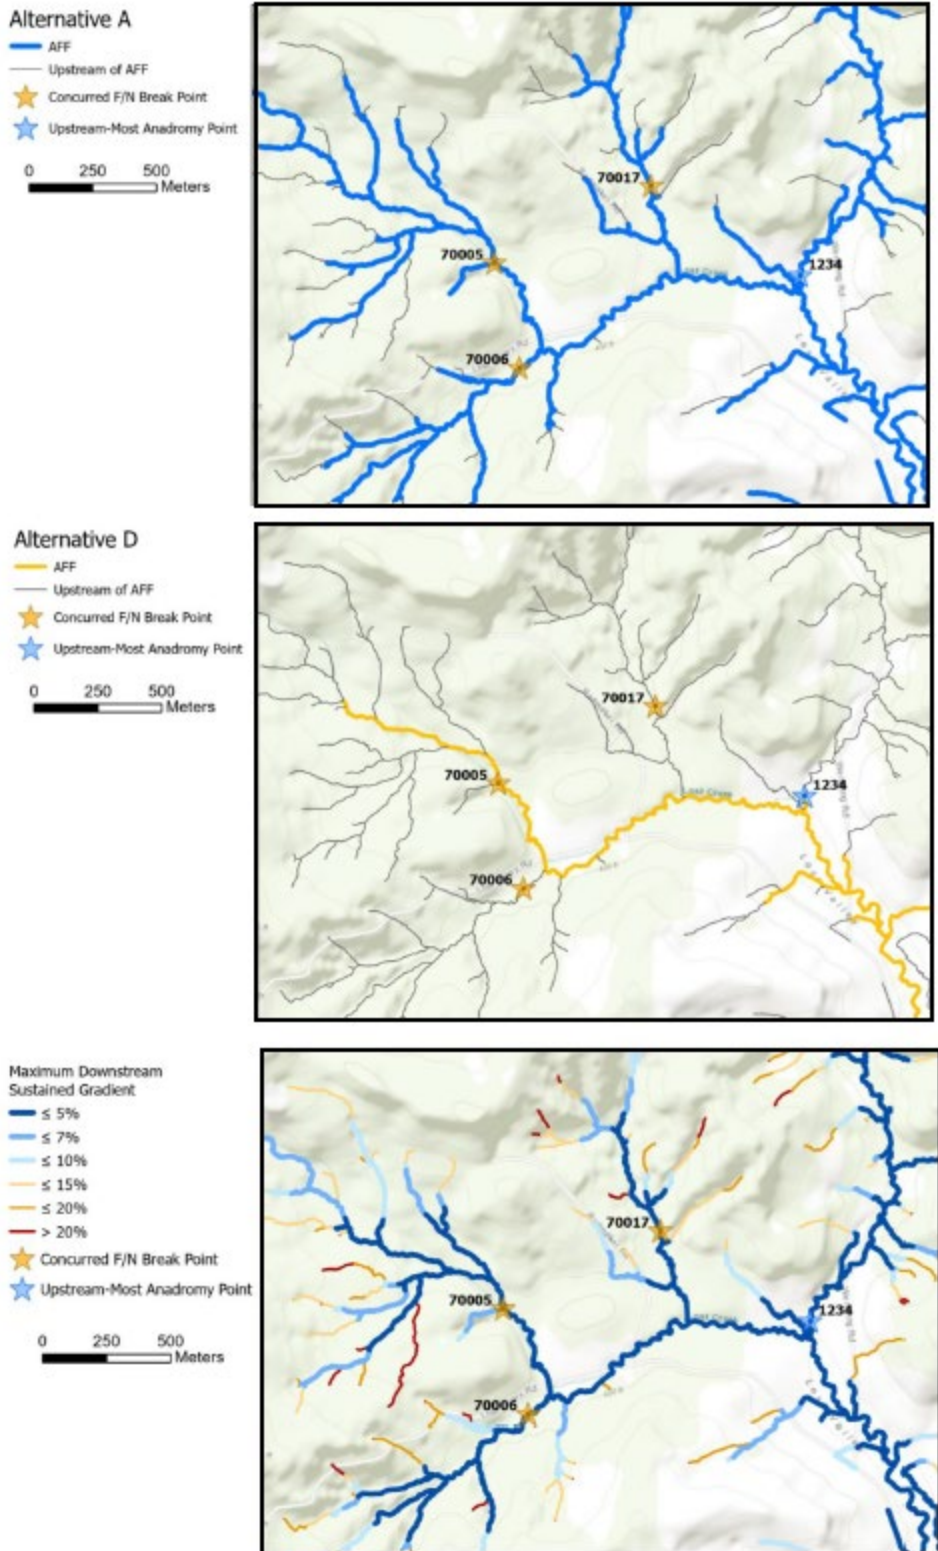 Alternative A
AFF
Upstream of AFF
Concurred F/N Break Point
Upstream-Most Anadromy Point
0 250 500
Meters
70017
70005
1234
70006
Alternative D
AFF
Upstream of AFF
Concurred F/N Break Point
Upstream-Most Anadromy Point
0 250 500
Meters
70017
70005
1234
Lost Creek
70006
Maximum Downstream
Sustained Gradient
≤ 5%
≤ 7%
≤ 10%
≤ 15%
≤ 20%
> 20%
Concurred F/N Break Point
Upstream-Most Anadromy Point
0 250 500
Meters
70017
70005
1234
70006